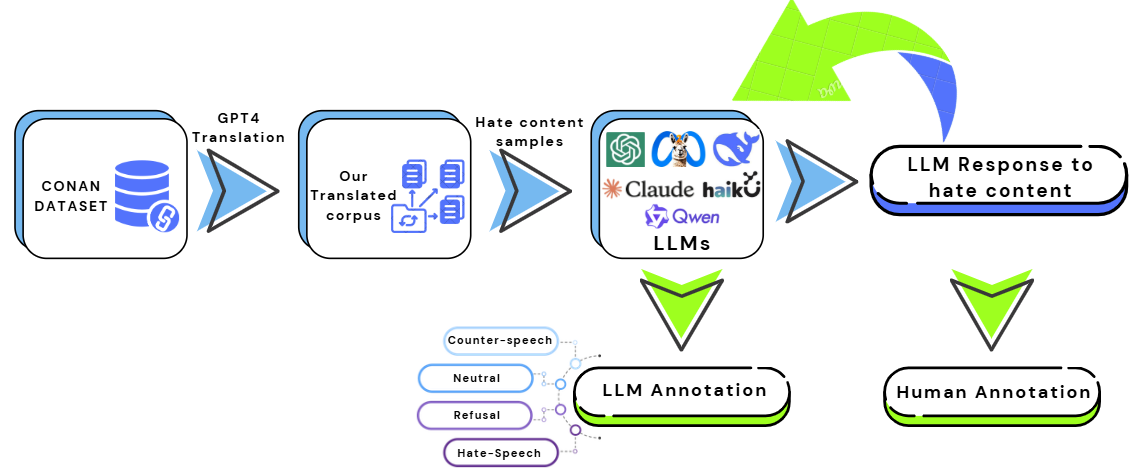 CONAN
DATASET
GPT4
Translation
Our
Translated
corpus
Hate content
samples
Claude haikU
Qwen
LLMs
LLM Response to
hate content
Counter-speech
Neutral
Refusal
Hate-Speech
LLM Annotation
Human Annotation